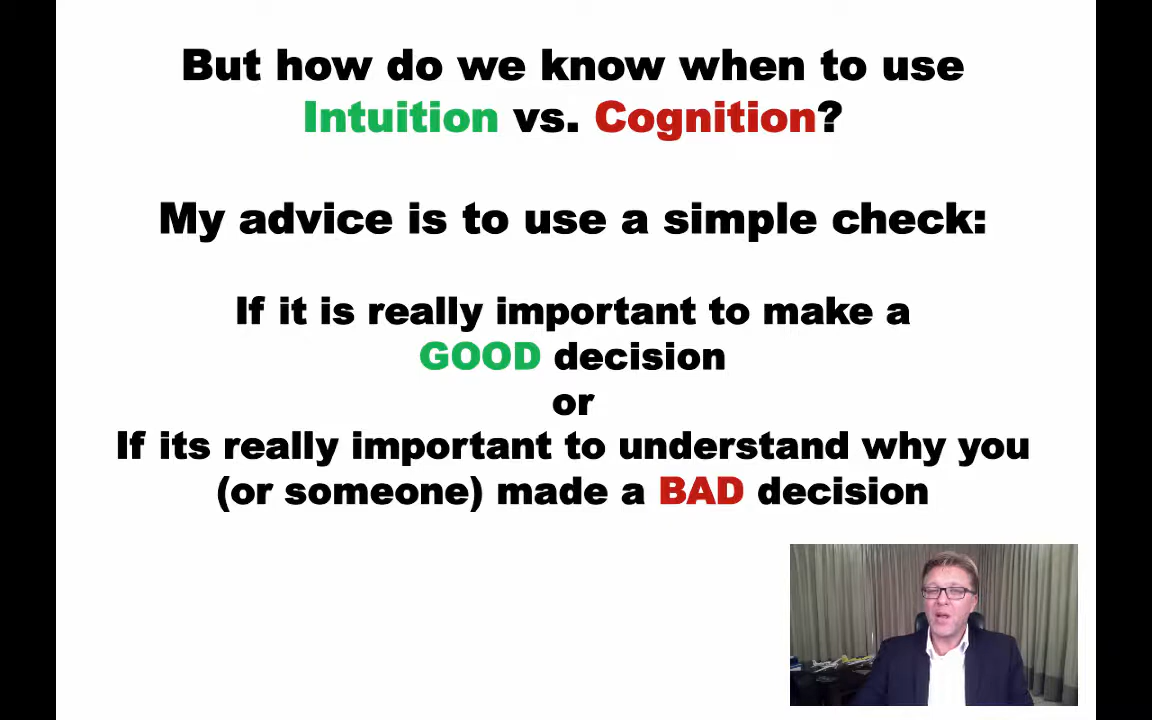 But how do we know when to use
Intuition vs. Cognition?
My advice is to use a simple check:
If it is really important to make a
GOOD decision
or
If its really important to understand why you
(or someone) made a BAD decision